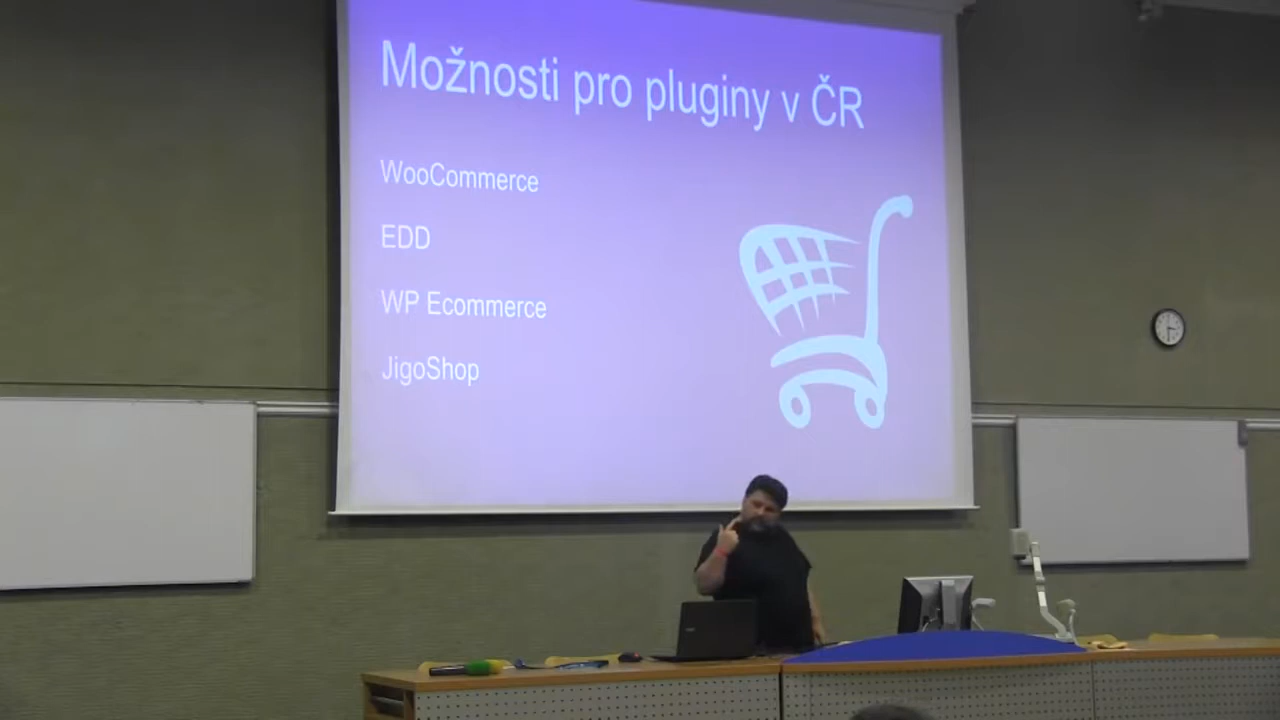 Možnosti pro pluginy v ČR
WooCommerce
EDD
WP Ecommerce
JigoShop